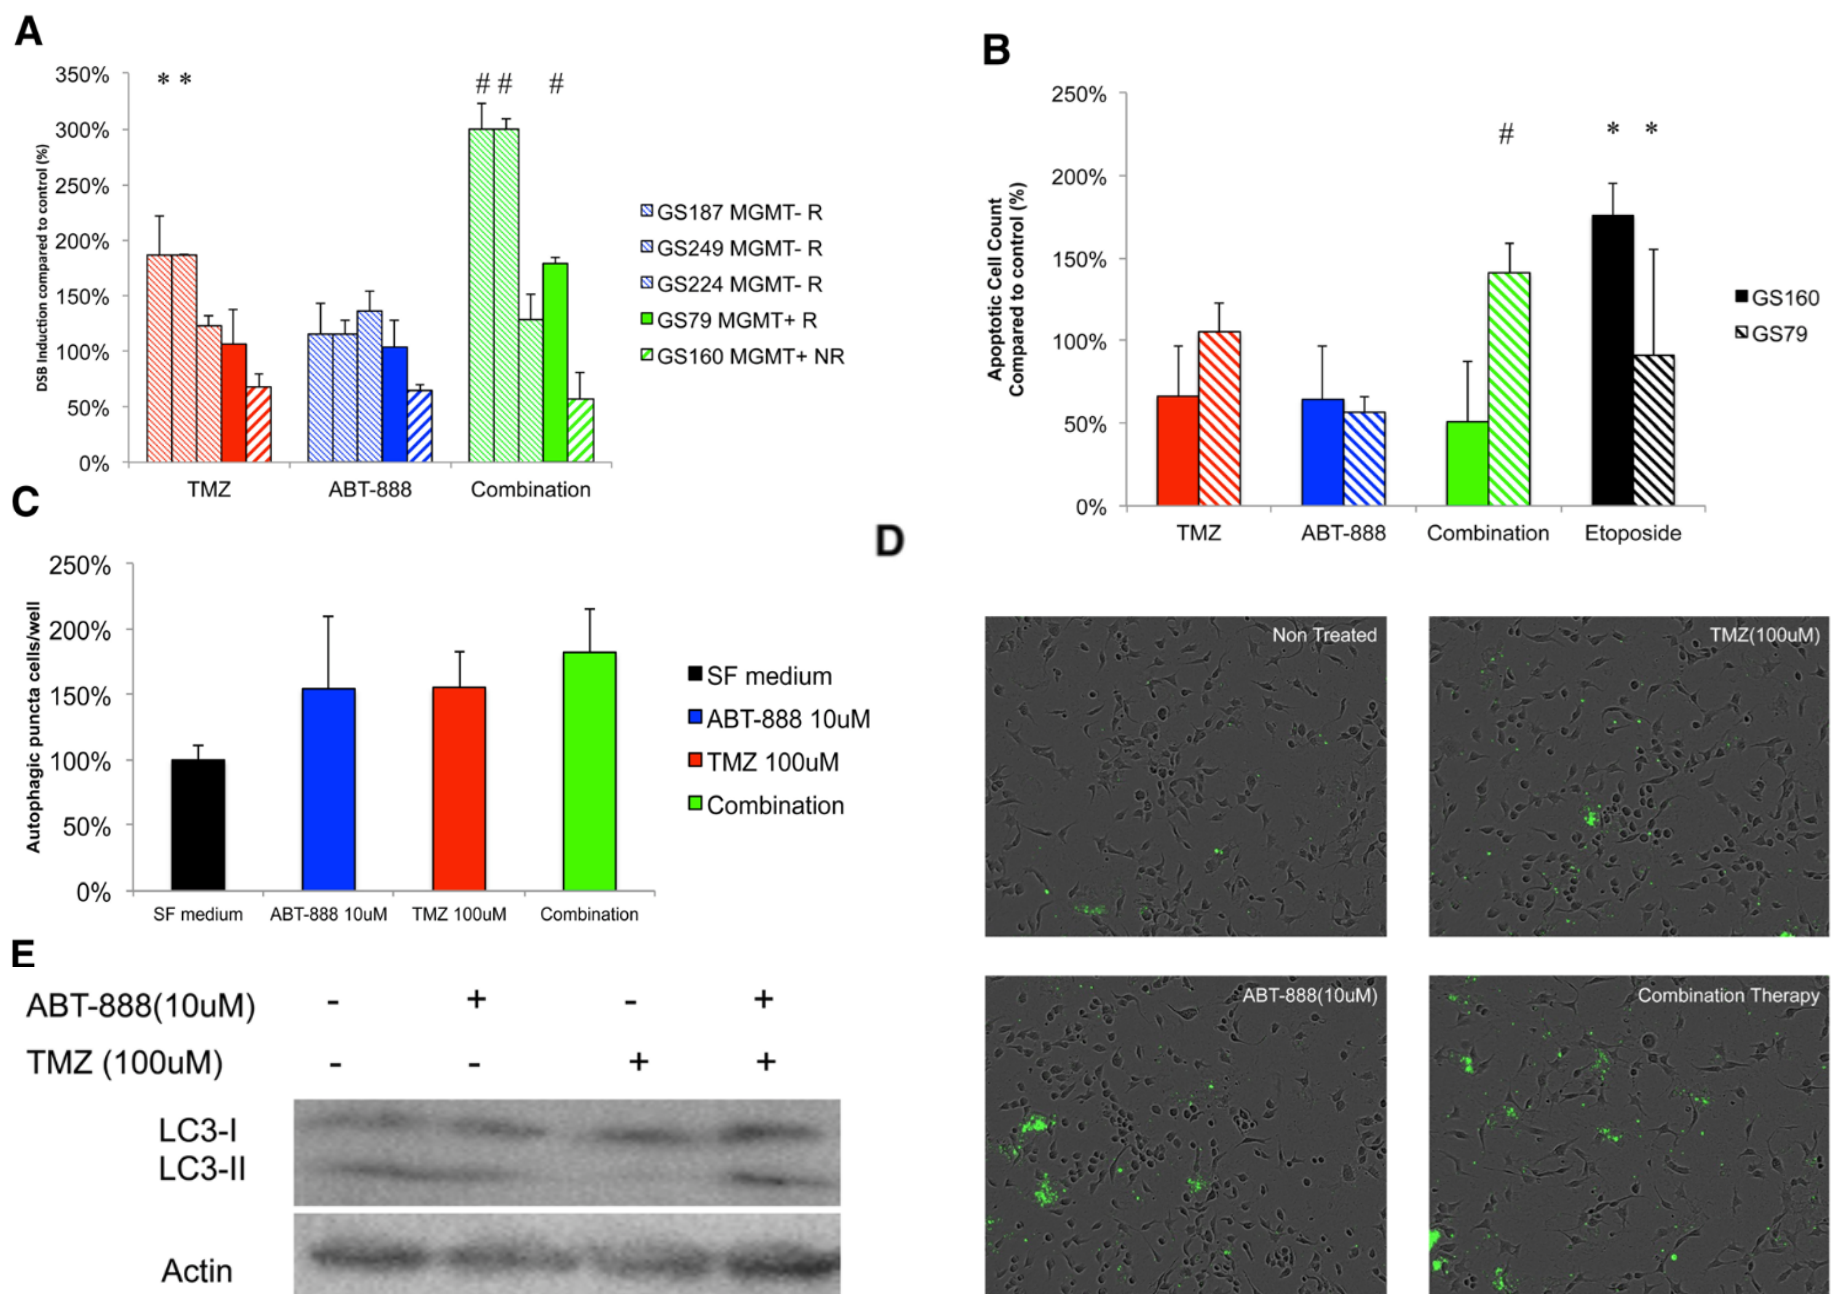 A
DSB Induction compared to control (%)
350%
300%
250%
200%
150%
100%
50%
0%
* *
# # #
TMZ
ABT-888
Combination
GS187 MGMT- R
GS249 MGMT- R
GS224 MGMT- R
GS79 MGMT+ R
GS160 MGMT+ NR
B
Apoptotic Cell Count
Compared to control (%)
250%
200%
150%
100%
50%
0%
#
* *
TMZ
ABT-888
Combination
Etoposide
GS160
GS79
C
Autophagic puncta cells/well
250%
200%
150%
100%
50%
0%
SF medium
ABT-888 10uM
TMZ 100uM
Combination
SF medium
ABT-888 10uM
TMZ 100uM
Combination
D
Non Treated
TMZ(100uM)
ABT-888(10uM)
Combination Therapy
E
ABT-888(10uM) - + - +
TMZ (100uM) - - + +
LC3-I
LC3-II
Actin